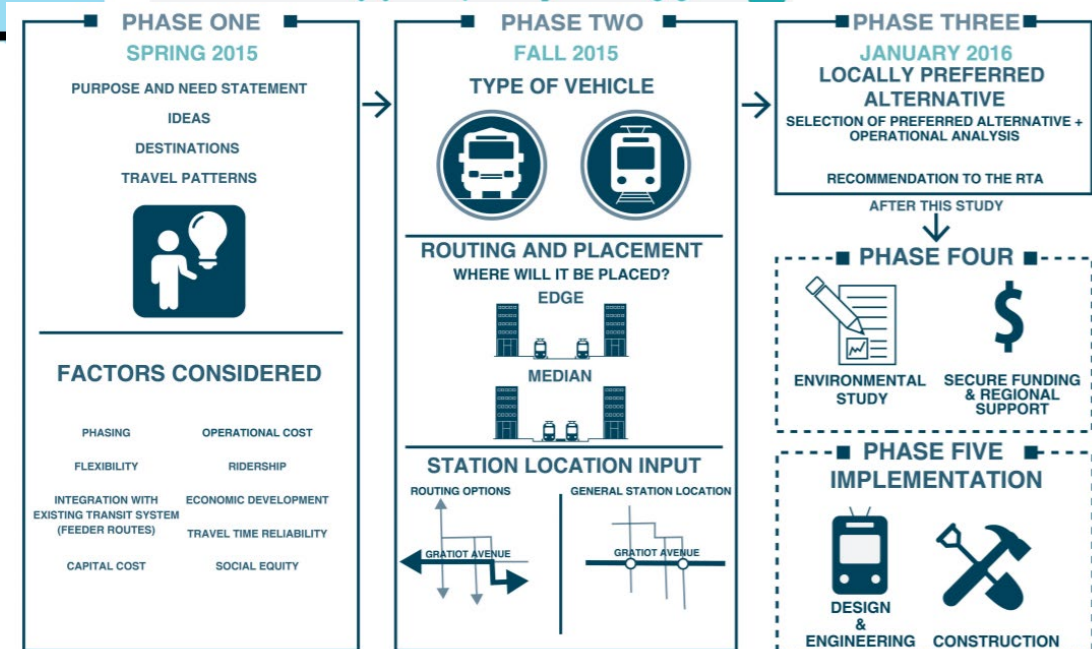 PHASE ONE
SPRING 2015
PURPOSE AND NEED STATEMENT
IDEAS
DESTINATIONS
TRAVEL PATTERNS
FACTORS CONSIDERED
PHASING
OPERATIONAL COST
FLEXIBILITY
RIDERSHIP
INTEGRATION WITH
EXISTING TRANSIT SYSTEM
(FEEDER ROUTES)
ECONOMIC DEVELOPMENT
TRAVEL TIME RELIABILITY
CAPITAL COST
SOCIAL EQUITY
PHASE TWO
FALL 2015
TYPE OF VEHICLE
ROUTING AND PLACEMENT
WHERE WILL IT BE PLACED?
EDGE
MEDIAN
STATION LOCATION INPUT
ROUTING OPTIONS
GRATIOT AVENUE
GENERAL STATION LOCATION
GRATIOT AVENUE
PHASE THREE
JANUARY 2016
LOCALLY PREFERRED
ALTERNATIVE
SELECTION OF PREFERRED ALTERNATIVE +
OPERATIONAL ANALYSIS
RECOMMENDATION TO THE RTA
AFTER THIS STUDY
PHASE FOUR
$
ENVIRONMENTAL
STUDY
SECURE FUNDING
& REGIONAL
SUPPORT
PHASE FIVE
IMPLEMENTATION
DESIGN
&
ENGINEERING
CONSTRUCTION